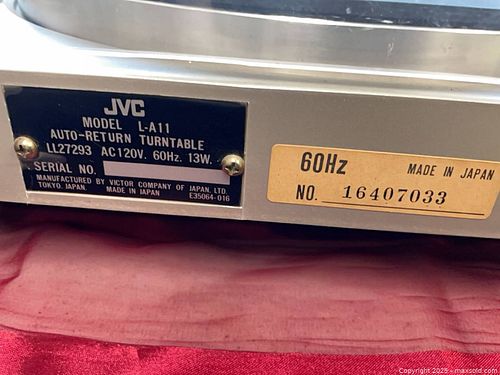 JVC
MODEL L-A11
AUTO-RETURN TURNTABLE
LL27293 AC120V. 60Hz. 13W.
SERIAL NO.
MANUFACTURED BY VICTOR COMPANY OF JAPAN, LTD.
TOKYO, JAPAN. MADE IN JAPAN E35064-016
60Hz MADE IN JAPAN
NO. 16407033
Copyright 2025 - maxsold.com